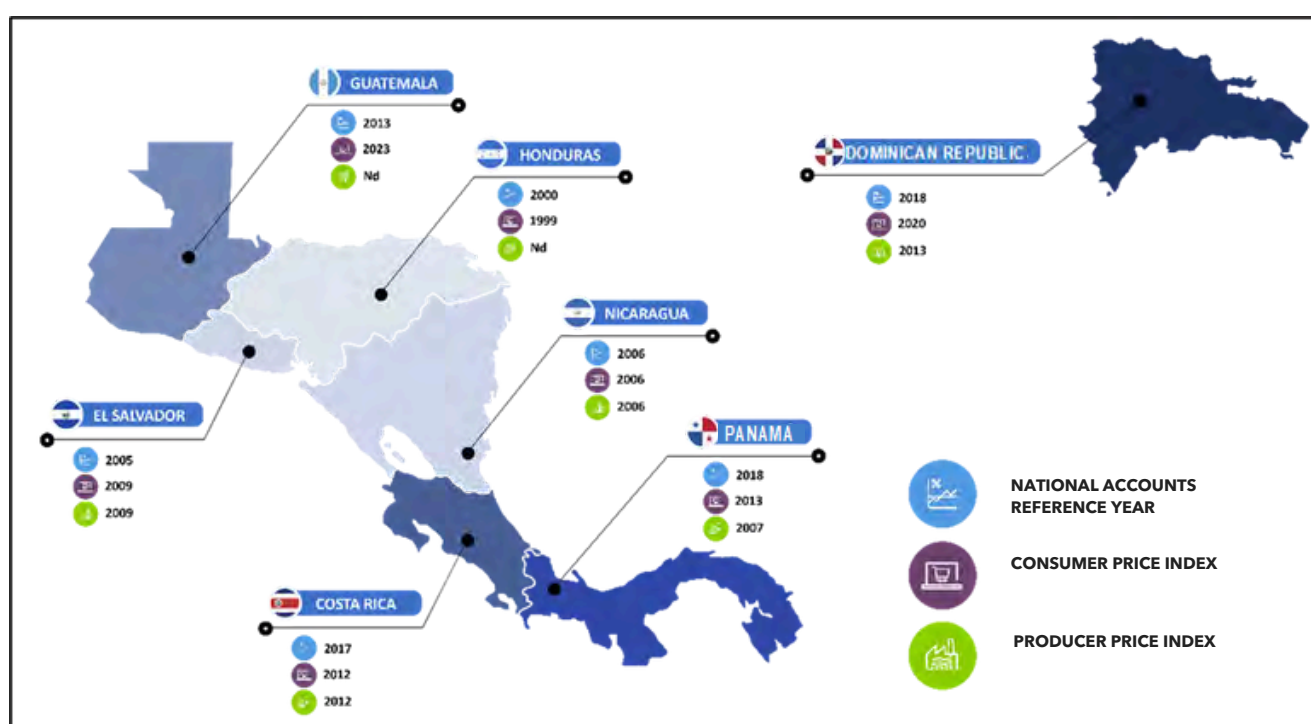 GUATEMALA
2013
2023
Nd
HONDURAS
2000
1999
Nd
DOMINICAN REPUBLIC
2018
2020
2013
NICARAGUA
2006
2006
2006
EL SALVADOR
2005
2009
2009
PANAMA
2018
2013
2007
COSTA RICA
2017
2012
2012
NATIONAL ACCOUNTS
REFERENCE YEAR
CONSUMER PRICE INDEX
PRODUCER PRICE INDEX